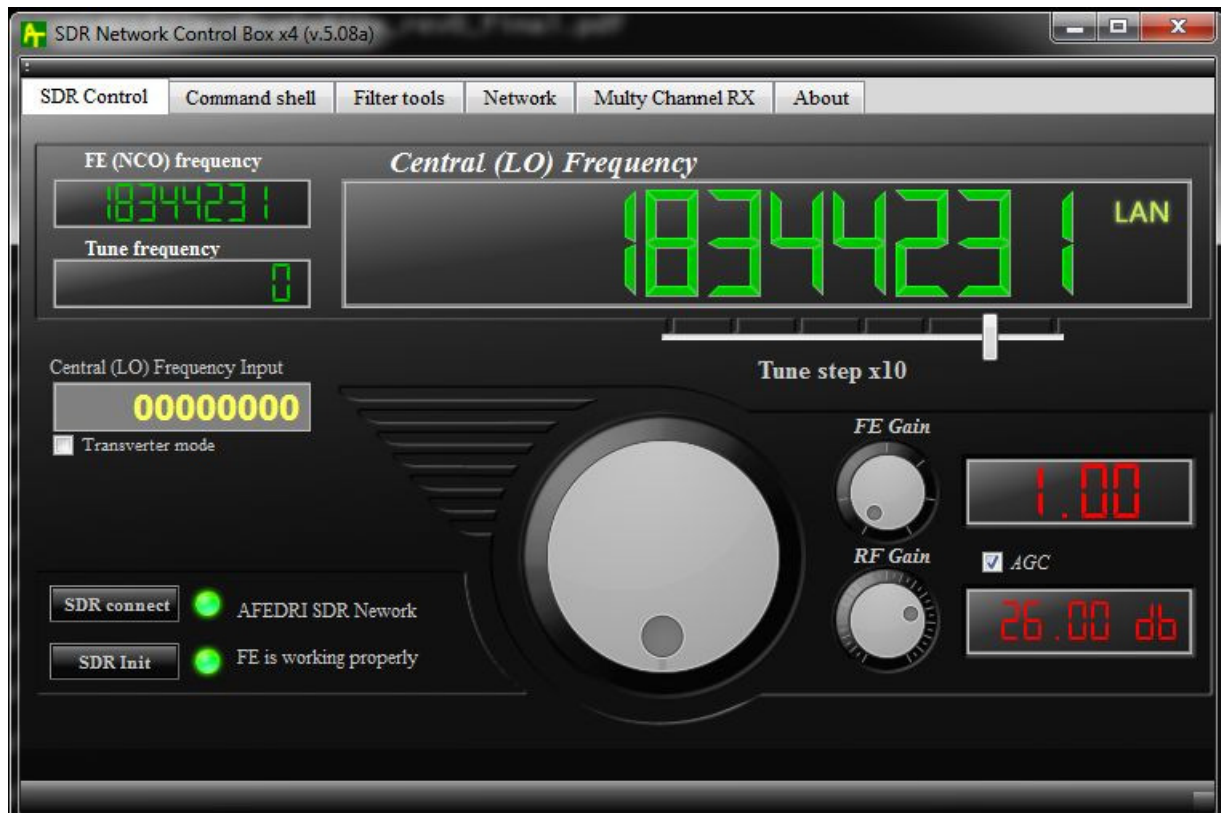 SDR Network Control Box x4 (v.5.08a)
SDR Control Command shell Filter tools Network Multy Channel RX About
FE (NCO) frequency
18344231
Tune frequency
0
Central (LO) Frequency
18344231 LAN
Tune step x10
Central (LO) Frequency Input
00000000
Transverter mode
FE Gain
1.00
RF Gain
AGC
26.00 db
SDR connect AFEDRI SDR Nework
SDR Init FE is working properly